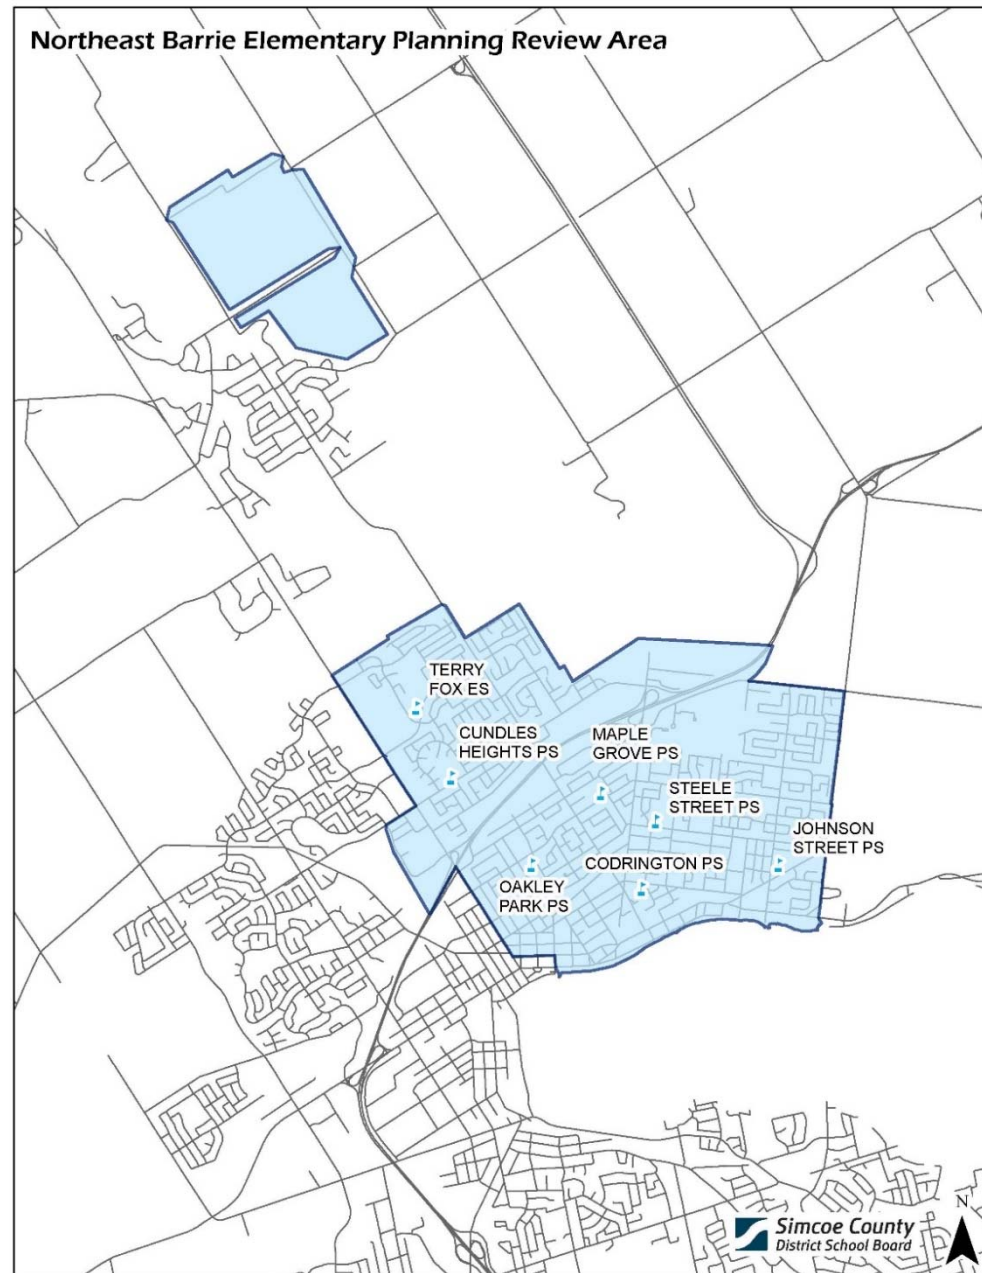 Northeast Barrie Elementary Planning Review Area
TERRY
FOX ES
CUNDLES
HEIGHTS PS
MAPLE
GROVE PS
STEELE
STREET PS
JOHNSON
STREET PS
CODRINGTON PS
OAKLEY
PARK PS
N
Simcoe County
District School Board